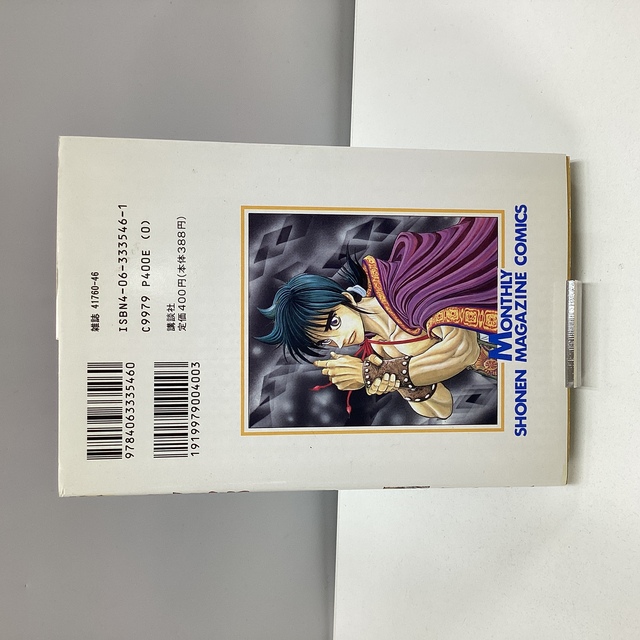 MONTHLY
SHONEN MAGAZINE COMICS
9784063335460
1919979004003
雑誌 41760-46
ISBN4-06-333546-1
C9979 P400E (0)
講談社
定価400円(本体388円)